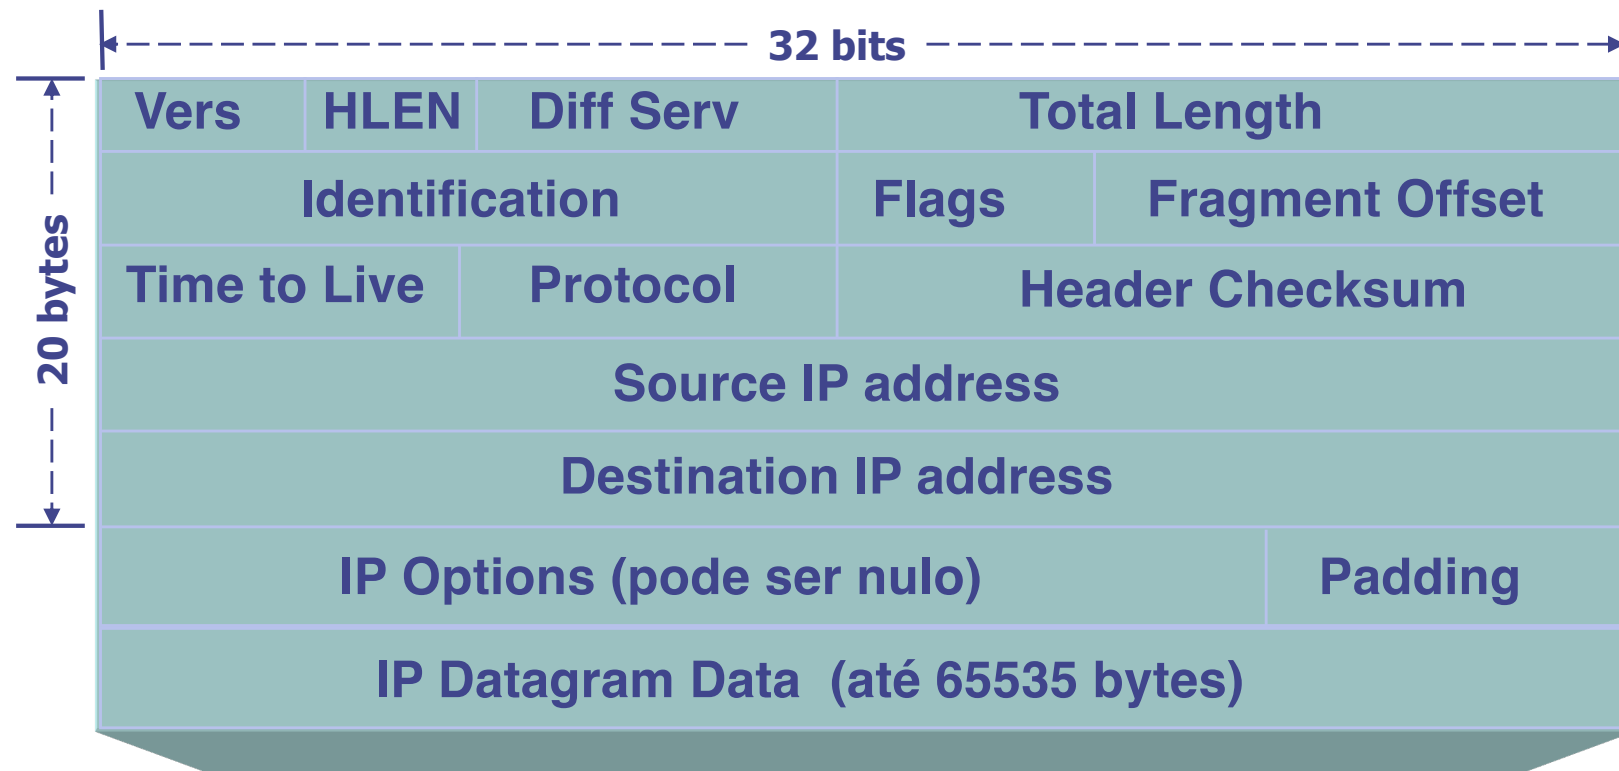 32 bits
20 bytes
Vers HLEN Diff Serv Total Length
Identification Flags Fragment Offset
Time to Live Protocol Header Checksum
Source IP address
Destination IP address
IP Options (pode ser nulo) Padding
IP Datagram Data (até 65535 bytes)